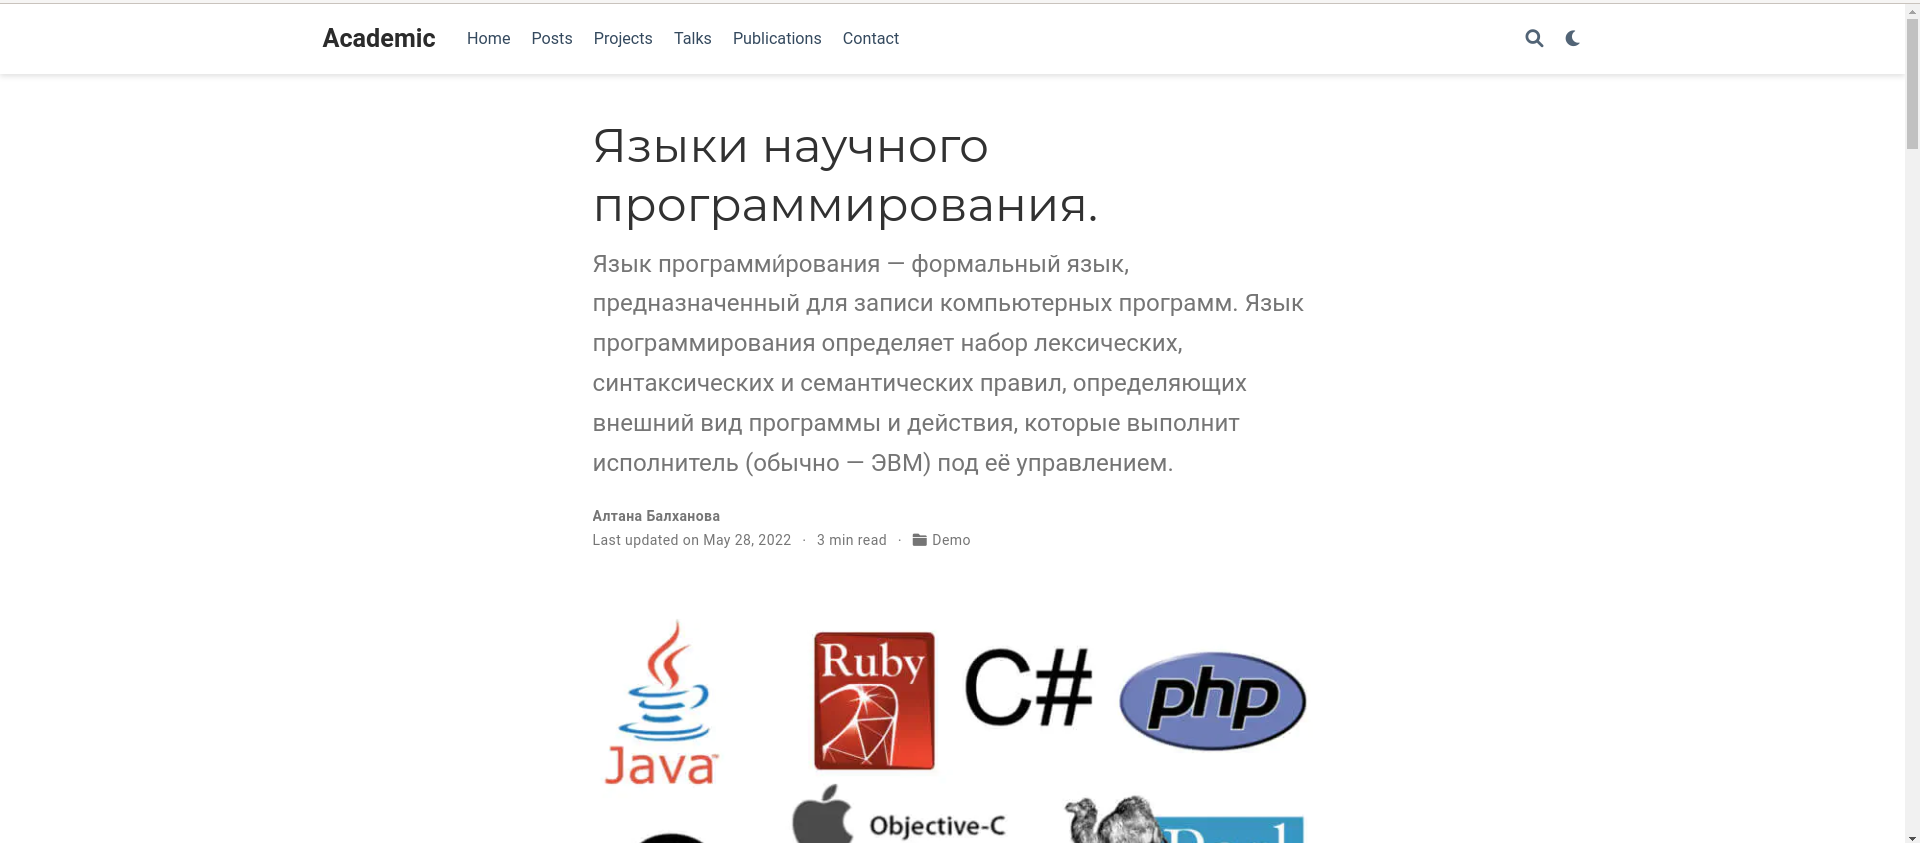 Academic Home Posts Projects Talks Publications Contact
Языки научного
программирования.
Язык программи́рования — формальный язык,
предназначенный для записи компьютерных программ. Язык
программирования определяет набор лексических,
синтаксических и семантических правил, определяющих
внешний вид программы и действия, которые выполнит
исполнитель (обычно — ЭВМ) под её управлением.
Алтана Балханова
Last updated on May 28, 2022 · 3 min read · Demo
Java™
Ruby
C#
php
Objective-C